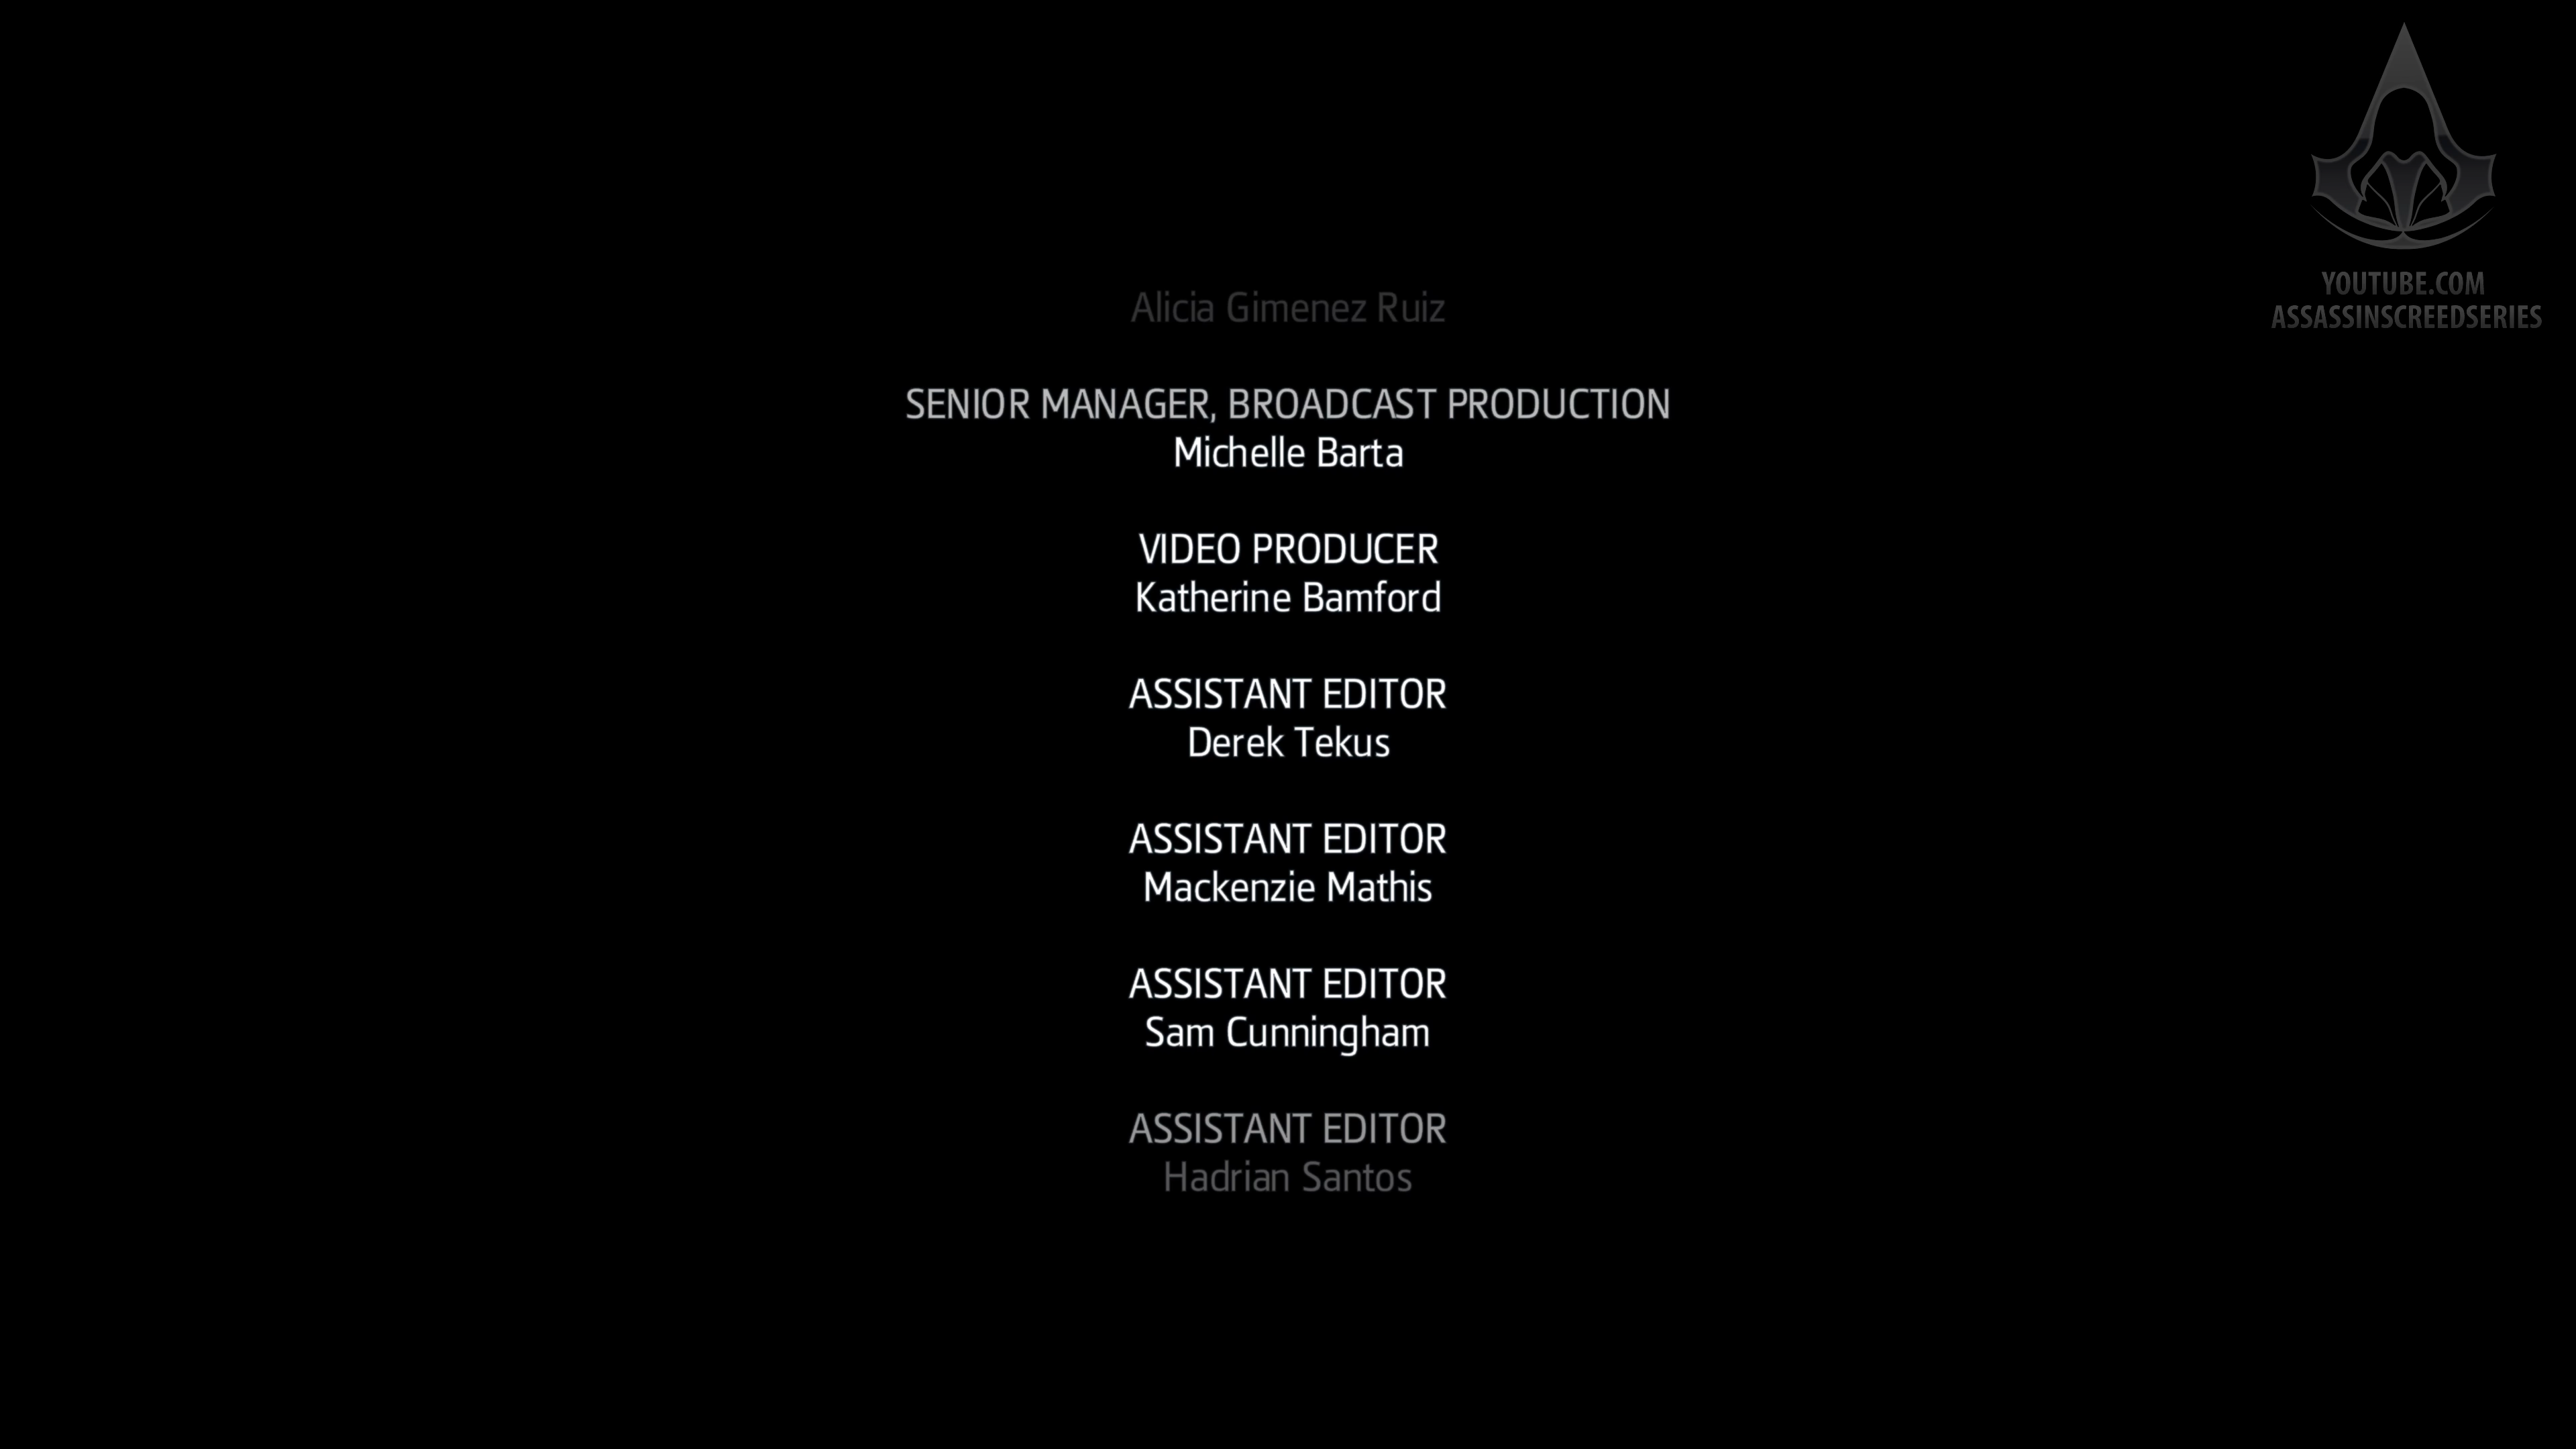 YOUTUBE.COM
ASSASSINSCREEDSERIES
Alicia Gimenez Ruiz
SENIOR MANAGER, BROADCAST PRODUCTION
Michelle Barta
VIDEO PRODUCER
Katherine Bamford
ASSISTANT EDITOR
Derek Tekus
ASSISTANT EDITOR
Mackenzie Mathis
ASSISTANT EDITOR
Sam Cunningham
ASSISTANT EDITOR
Hadrian Santos